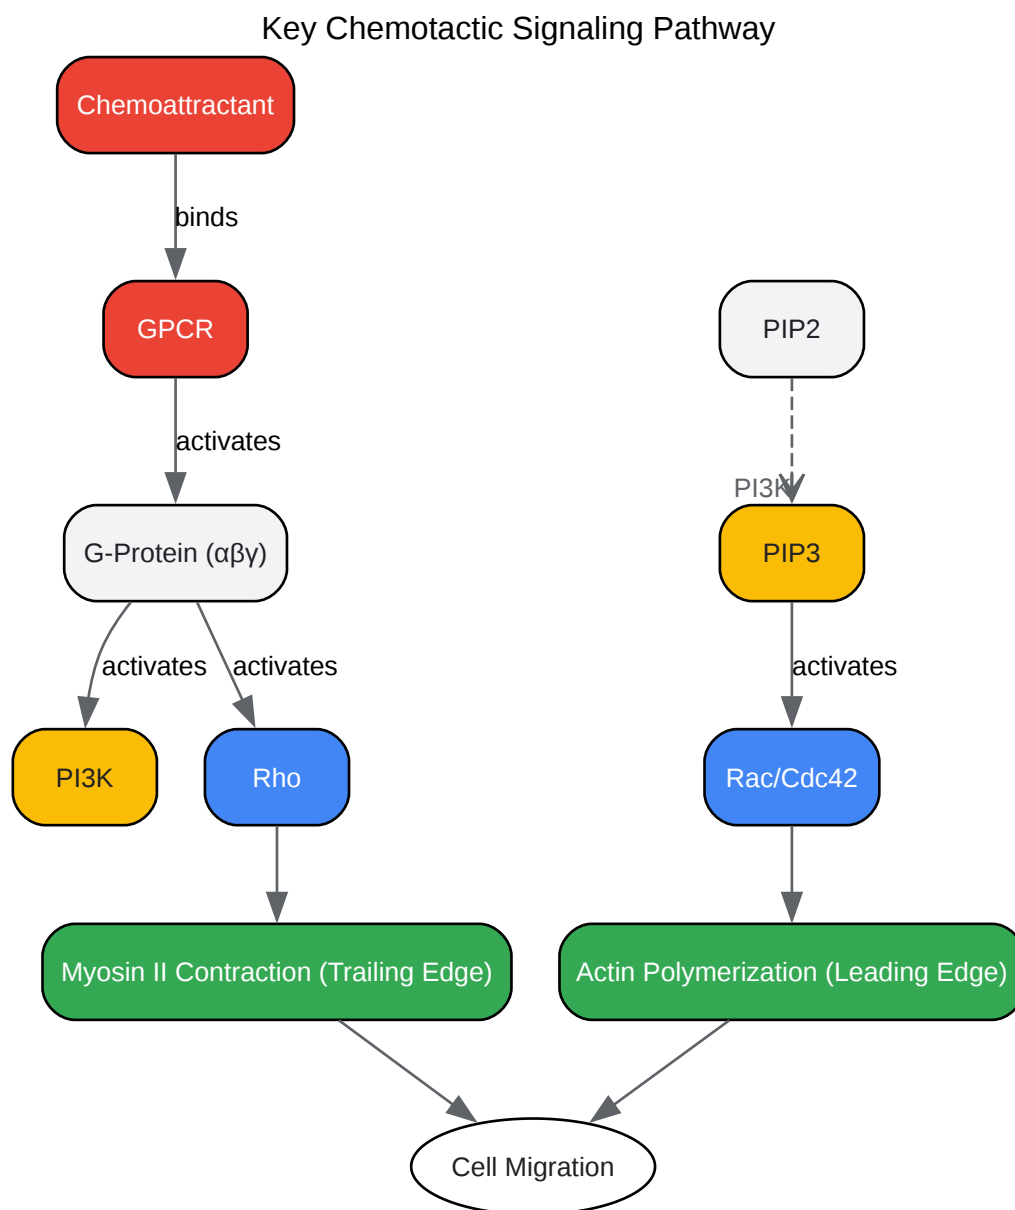 Key Chemotactic Signaling Pathway
Chemoattractant
binds
GPCR
PIP2
activates
PI3K
G-Protein (αβγ)
PIP3
activates
activates
activates
PI3K
Rho
Rac/Cdc42
Myosin II Contraction (Trailing Edge)
Actin Polymerization (Leading Edge)
Cell Migration